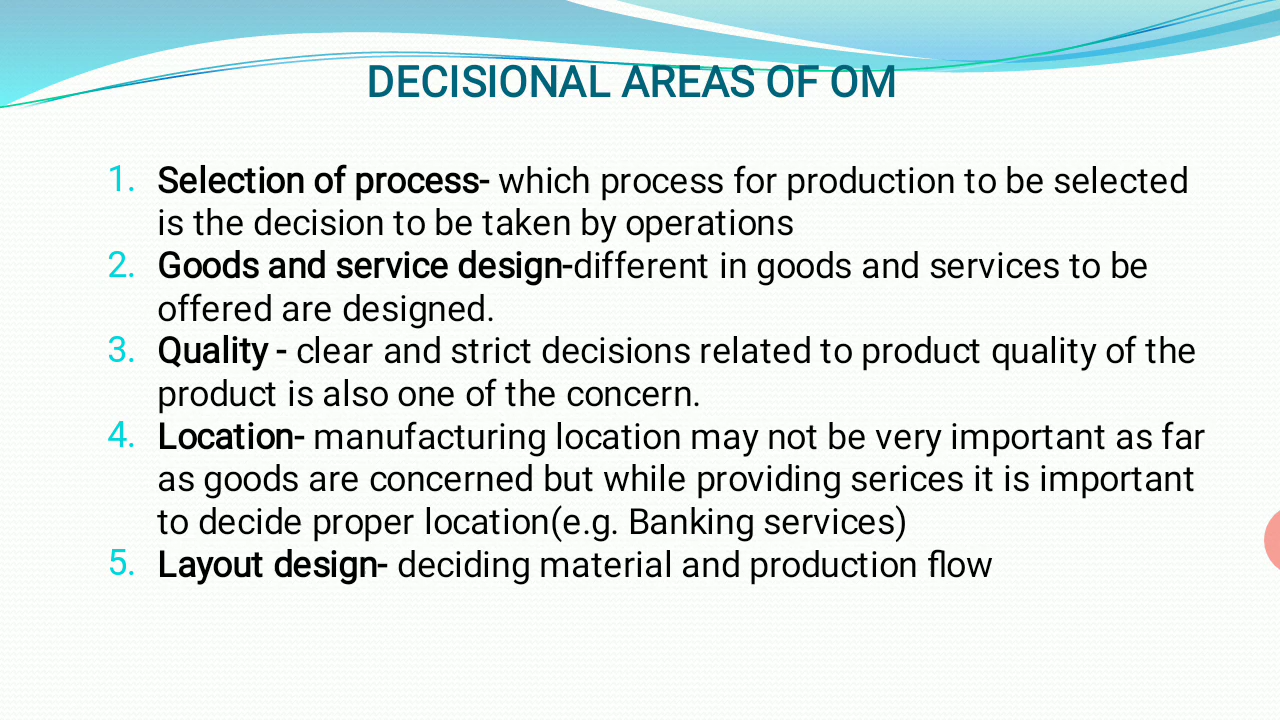 DECISIONAL AREAS OF OM
1. Selection of process- which process for production to be selected
is the decision to be taken by operations
2. Goods and service design-different in goods and services to be
offered are designed.
3. Quality - clear and strict decisions related to product quality of the
product is also one of the concern.
4. Location- manufacturing location may not be very important as far
as goods are concerned but while providing serices it is important
to decide proper location(e.g. Banking services)
5. Layout design- deciding material and production flow